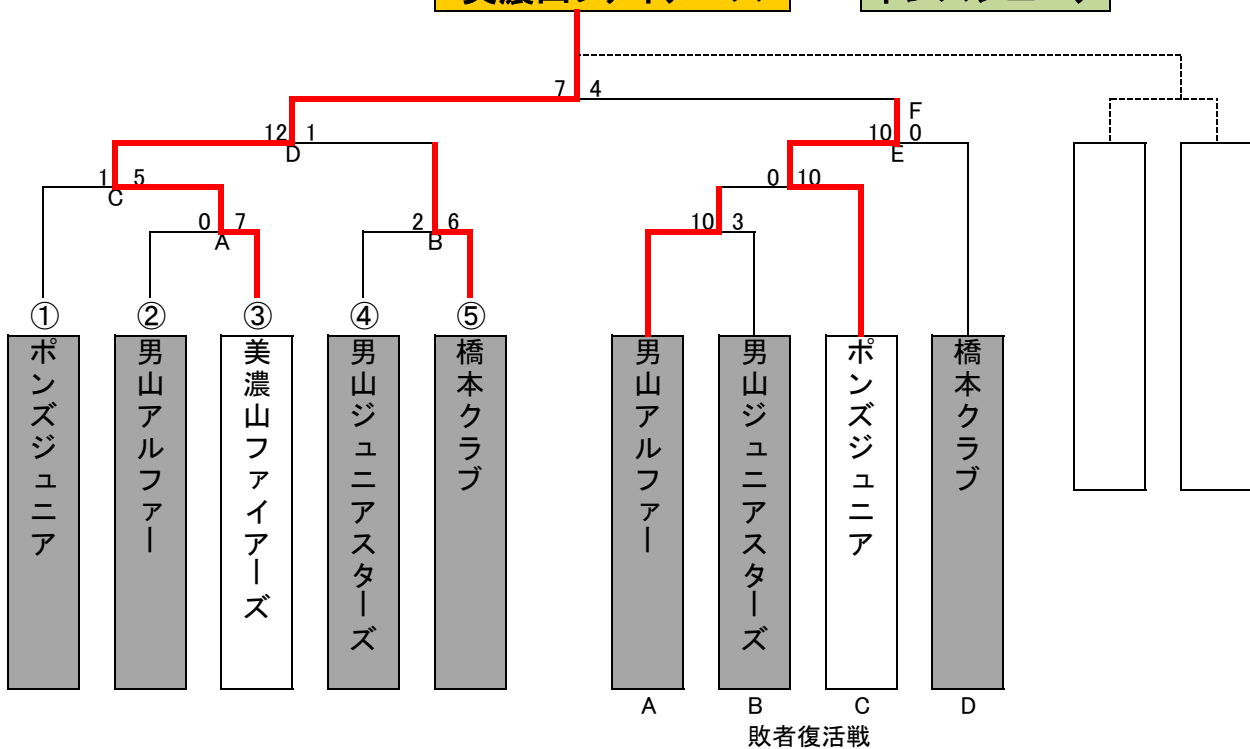 7 4
F
12 1
10 0
D
E
1 5
0 10
C
0 7
2 6
10 3
A
B
①
②
③
④
⑤
ポンズジュニア
男山アルファー
美濃山ファイアーズ
男山ジュニアスターズ
橋本クラブ
男山アルファー
男山ジュニアスターズ
ポンズジュニア
橋本クラブ
A
B
C
D
敗者復活戦